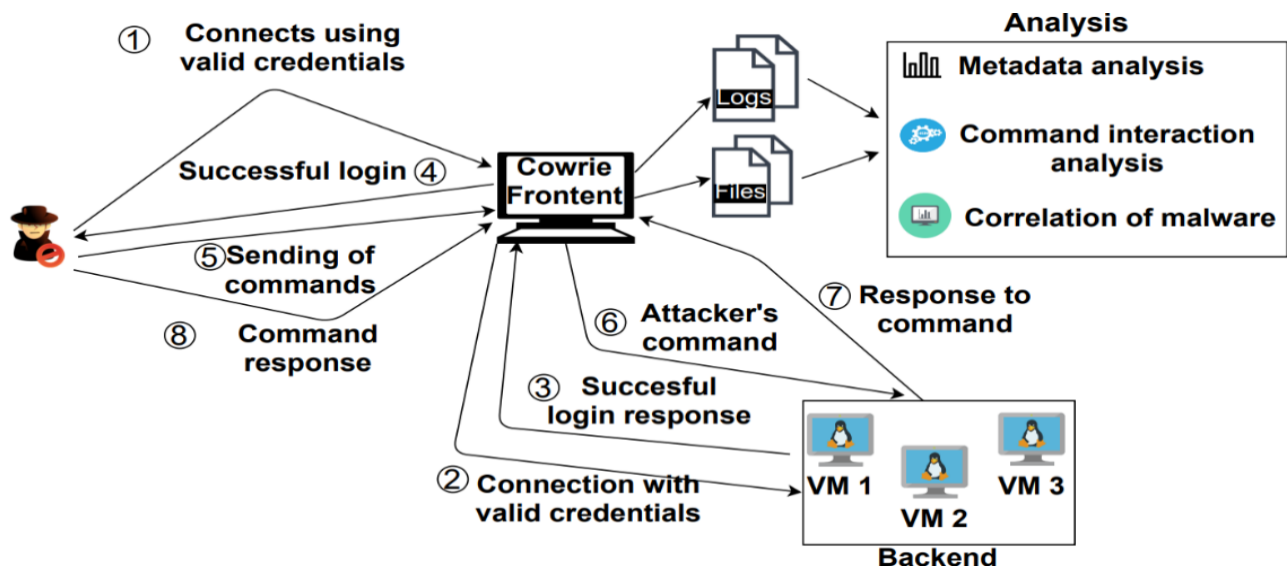 ① Connects using
valid credentials
Successful login ④
⑤ Sending of
commands
⑧ Command
response
Cowrie
Frontent
Logs
Files
Analysis
Metadata analysis
Command interaction
analysis
Correlation of malware
⑥ Attacker's
command
⑦ Response to
command
③ Succesful
login response
② Connection with
valid credentials
VM 1
VM 2
VM 3
Backend